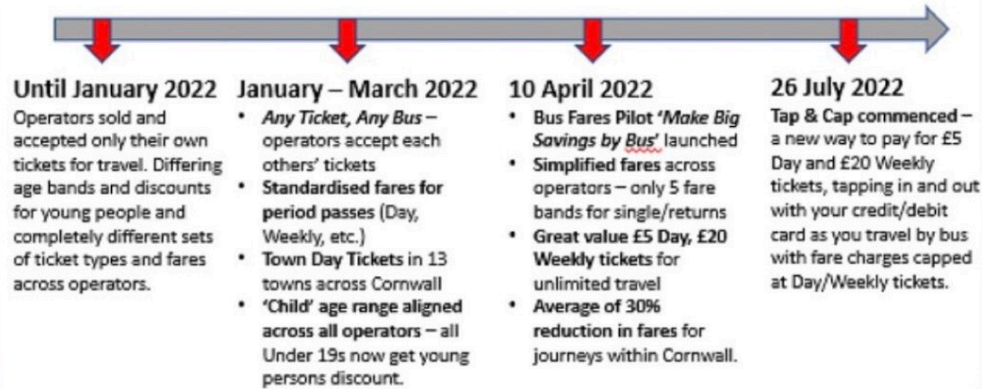 Until January 2022
Operators sold and
accepted only their own
tickets for travel. Differing
age bands and discounts
for young people and
completely different sets
of ticket types and fares
across operators.
January – March 2022
• Any Ticket, Any Bus –
operators accept each
others' tickets
• Standardised fares for
period passes (Day,
Weekly, etc.)
• Town Day Tickets in 13
towns across Cornwall
• 'Child' age range aligned
across all operators – all
Under 19s now get young
persons discount.
10 April 2022
• Bus Fares Pilot 'Make Big
Savings by Bus' launched
• Simplified fares across
operators – only 5 fare
bands for single/returns
• Great value £5 Day, £20
Weekly tickets for
unlimited travel
• Average of 30%
reduction in fares for
journeys within Cornwall.
26 July 2022
Tap & Cap commenced –
a new way to pay for £5
Day and £20 Weekly
tickets, tapping in and out
with your credit/debit
card as you travel by bus
with fare charges capped
at Day/Weekly tickets.